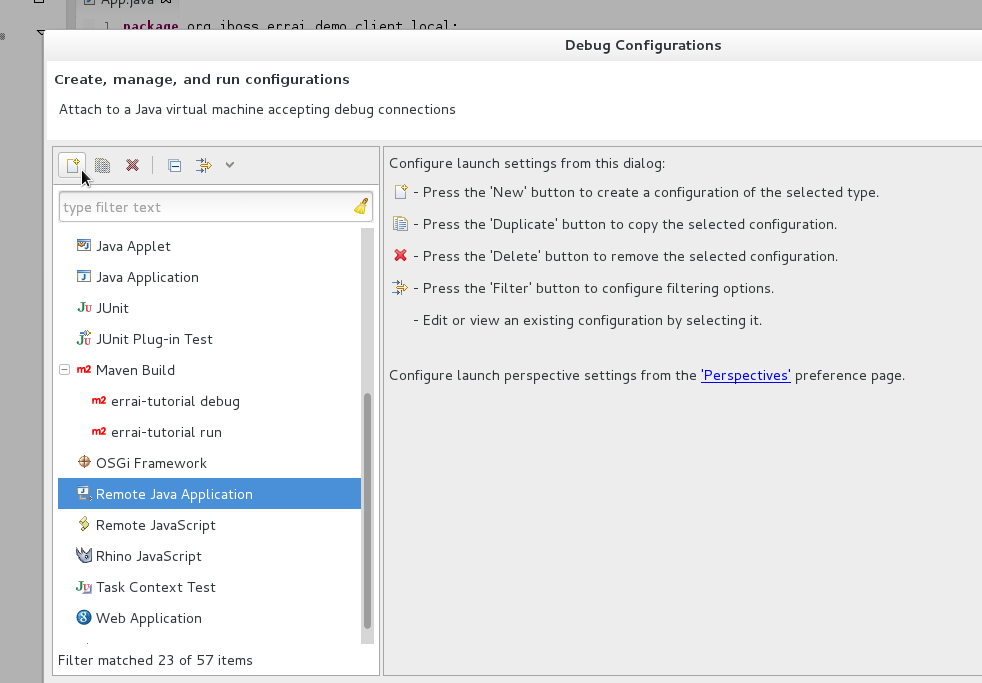 App.java
1 package org.jboss.errai.demo.client.local;
Debug Configurations
Create, manage, and run configurations
Attach to a Java virtual machine accepting debug connections
type filter text
Java Applet
Java Application
Ju JUnit
JUnit Plug-in Test
m2 Maven Build
m2 errai-tutorial debug
m2 errai-tutorial run
OSGi Framework
Remote Java Application
Remote JavaScript
Rhino JavaScript
Task Context Test
Web Application
Filter matched 23 of 57 items
Configure launch settings from this dialog:
- Press the 'New' button to create a configuration of the selected type.
- Press the 'Duplicate' button to copy the selected configuration.
- Press the 'Delete' button to remove the selected configuration.
- Press the 'Filter' button to configure filtering options.
- Edit or view an existing configuration by selecting it.
Configure launch perspective settings from the 'Perspectives' preference page.